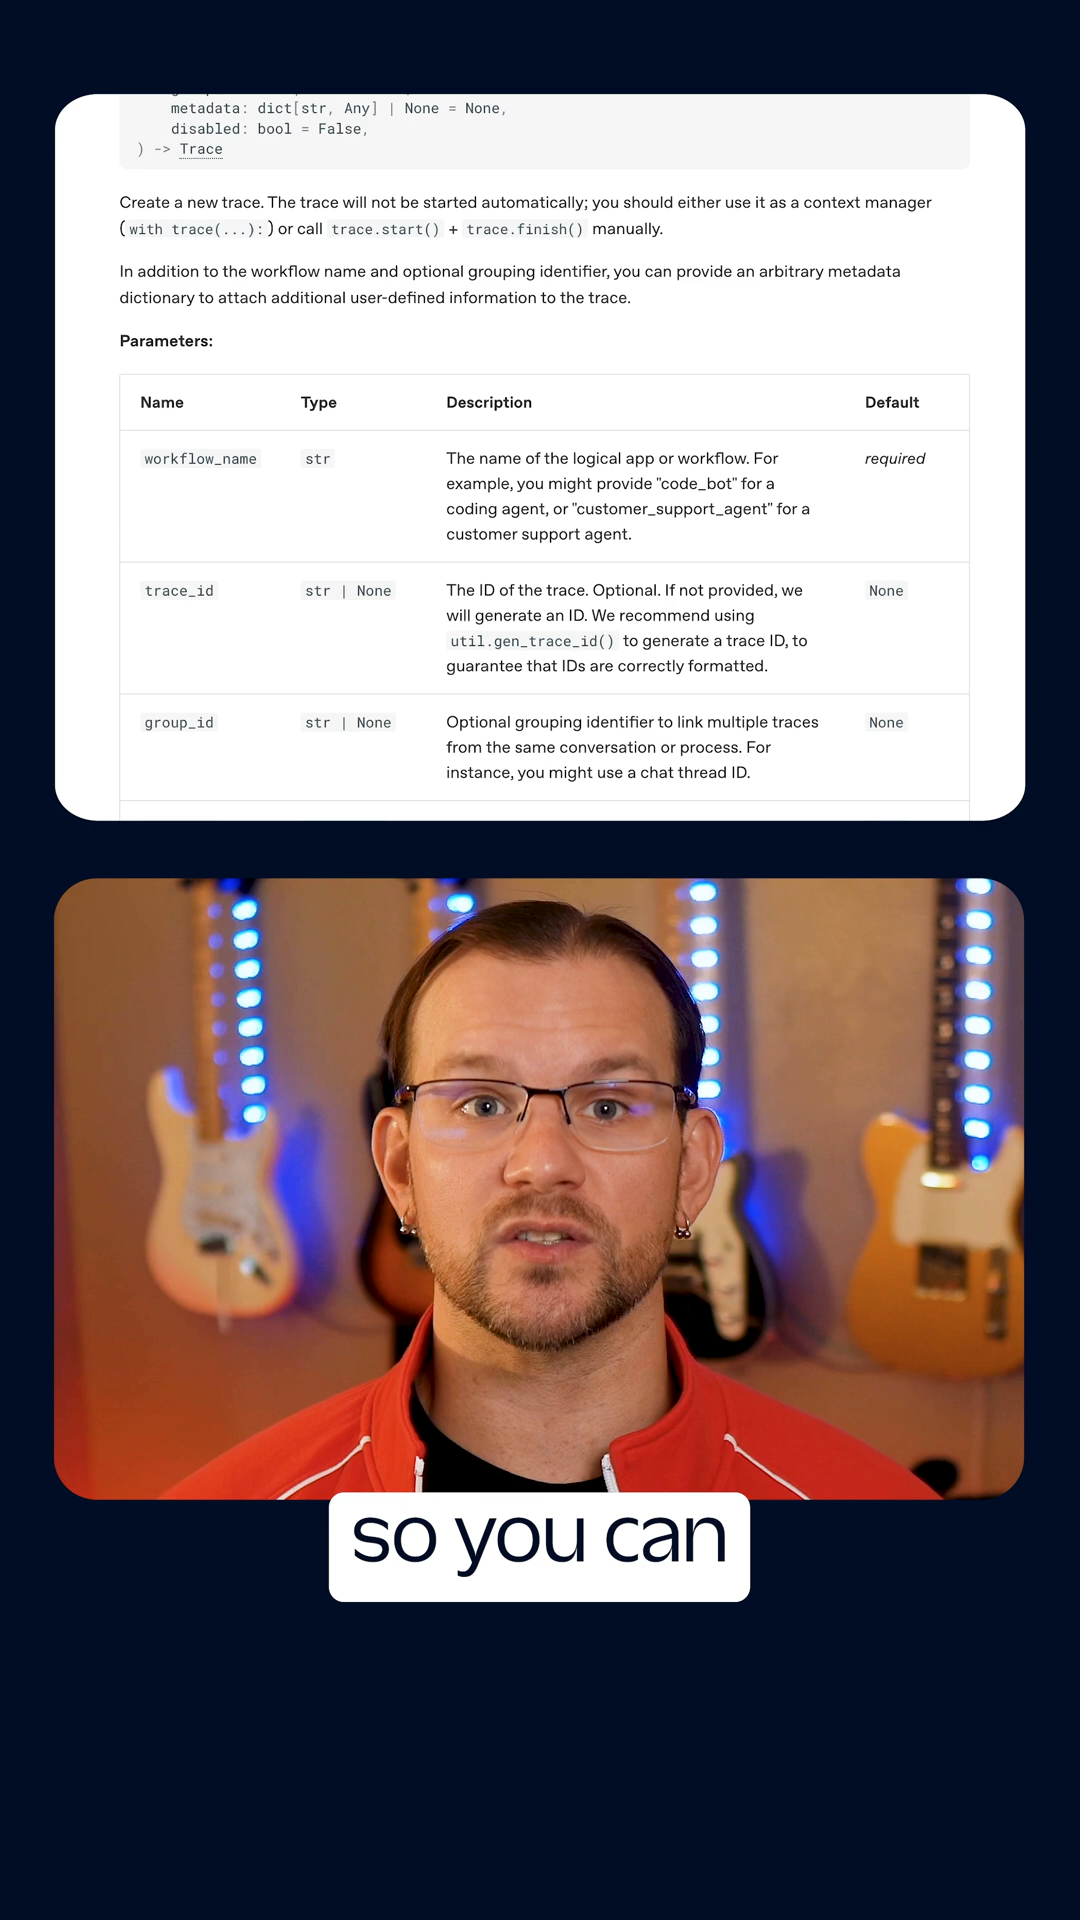 metadata: dict[str, Any] | None = None,
disabled: bool = False,
) -> Trace
Create a new trace. The trace will not be started automatically; you should either use it as a context manager
(with trace(...):) or call trace.start() + trace.finish() manually.
In addition to the workflow name and optional grouping identifier, you can provide an arbitrary metadata
dictionary to attach additional user-defined information to the trace.
Parameters:
Name Type Description Default
workflow_name str The name of the logical app or workflow. For required
example, you might provide "code_bot" for a
coding agent, or "customer_support_agent" for a
customer support agent.
trace_id str | None The ID of the trace. Optional. If not provided, we None
will generate an ID. We recommend using
util.gen_trace_id() to generate a trace ID, to
guarantee that IDs are correctly formatted.
group_id str | None Optional grouping identifier to link multiple traces None
from the same conversation or process. For
instance, you might use a chat thread ID.
so you can